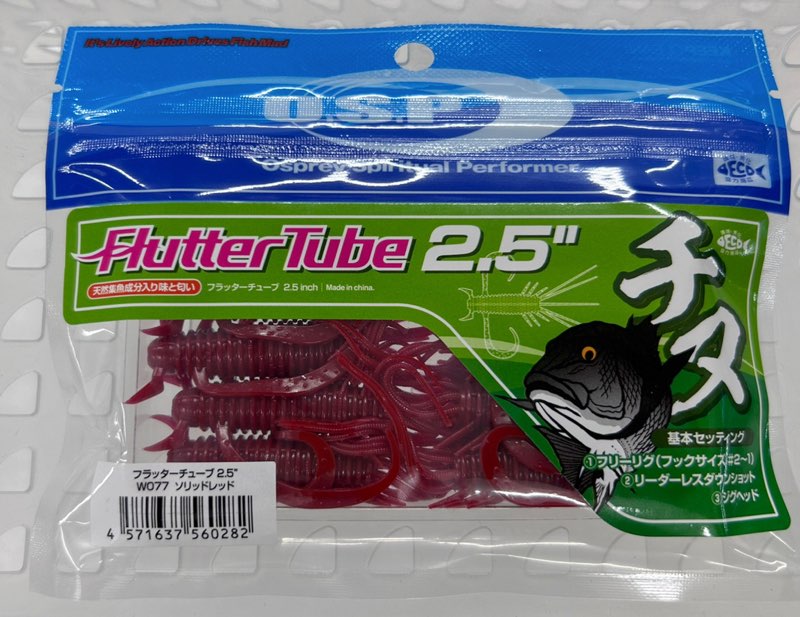 It's Lively Action Drives Fish Mad
O.S.P
Osprey Spiritual Performer
ECO
Flutter Tube 2.5"
天然集魚成分入り味と匂い
フラッターチューブ 2.5 inch Made in china.
ECO
チヌ
基本セッティング
①フリーリグ(フックサイズ#2~1)
②リーダーレスダウンショット
③ジグヘッド
フラッターチューブ 2.5"
W077 ソリッドレッド
4 571637 560282